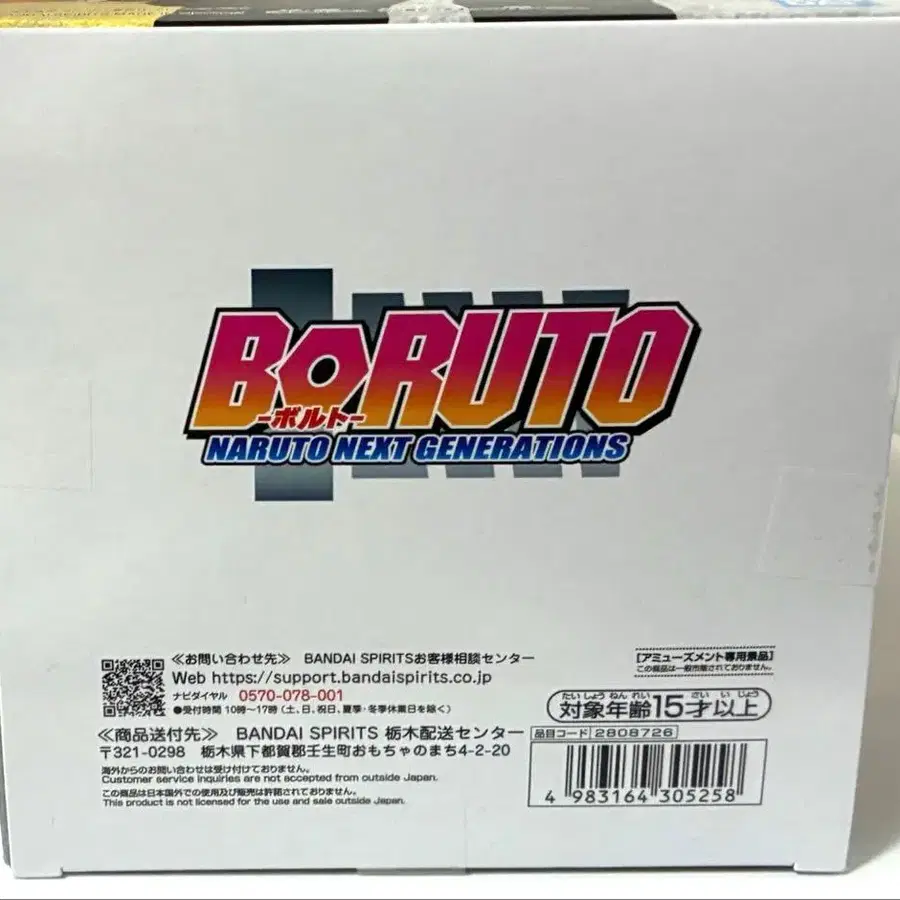 BORUTO
-ボルト-
NARUTO NEXT GENERATIONS
≪お問い合わせ先≫ BANDAI SPIRITSお客様相談センター
Web https://support.bandaispirits.co.jp
ナビダイヤル 0570-078-001
●受付時間 10時~17時 (土、日、祝日、夏季・冬季休業日を除く)
≪商品送付先≫ BANDAI SPIRITS 栃木配送センター
〒321-0298 栃木県下都賀郡壬生町おもちゃのまち4-2-20
海外からのお問い合わせは受け付けておりません。
Customer service inquiries are not accepted from outside Japan.
この商品は日本国外での使用及び販売は許諾されておりません。
This product is not licensed for the use and sale outside Japan.
[アミューズメント専用景品]
この商品は一般市販されておりません。
たいしょうねんれい さい いじょう
対象年齢15才以上
品目コード 2808726
4 983164 305258